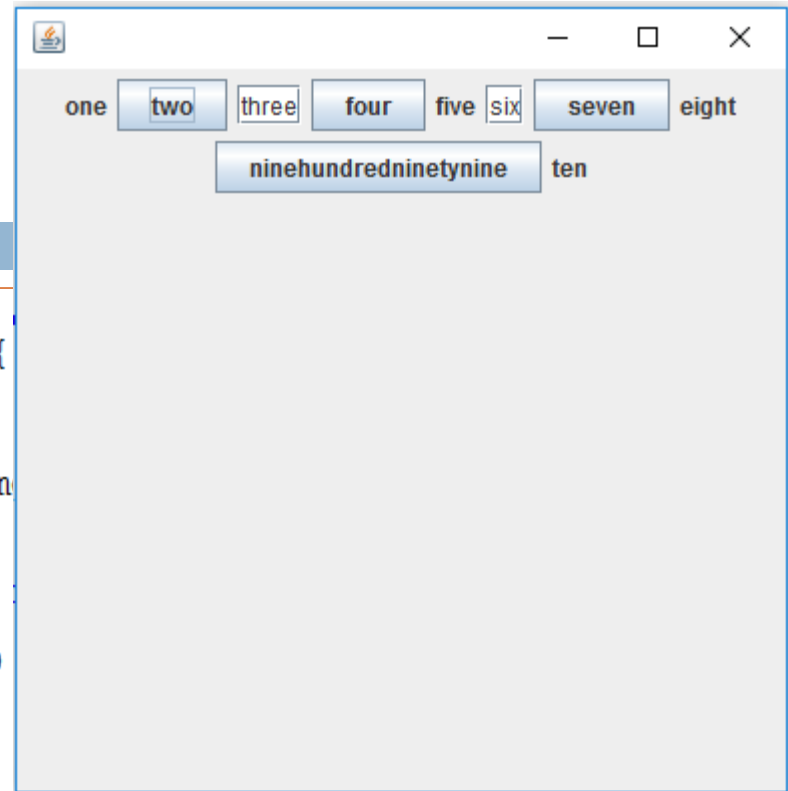 one two three four five six seven eight
ninehundredninetynine ten
{